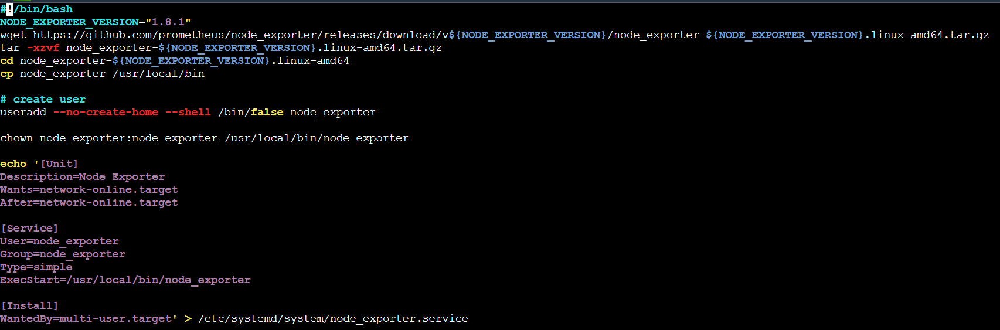 #!/bin/bash
NODE_EXPORTER_VERSION="1.8.1"
wget https://github.com/prometheus/node_exporter/releases/download/v${NODE_EXPORTER_VERSION}/node_exporter-${NODE_EXPORTER_VERSION}.linux-amd64.tar.gz
tar -xzvf node_exporter-${NODE_EXPORTER_VERSION}.linux-amd64.tar.gz
cd node_exporter-${NODE_EXPORTER_VERSION}.linux-amd64
cp node_exporter /usr/local/bin

# create user
useradd --no-create-home --shell /bin/false node_exporter

chown node_exporter:node_exporter /usr/local/bin/node_exporter

echo '[Unit]
Description=Node Exporter
Wants=network-online.target
After=network-online.target

[Service]
User=node_exporter
Group=node_exporter
Type=simple
ExecStart=/usr/local/bin/node_exporter

[Install]
WantedBy=multi-user.target' > /etc/systemd/system/node_exporter.service